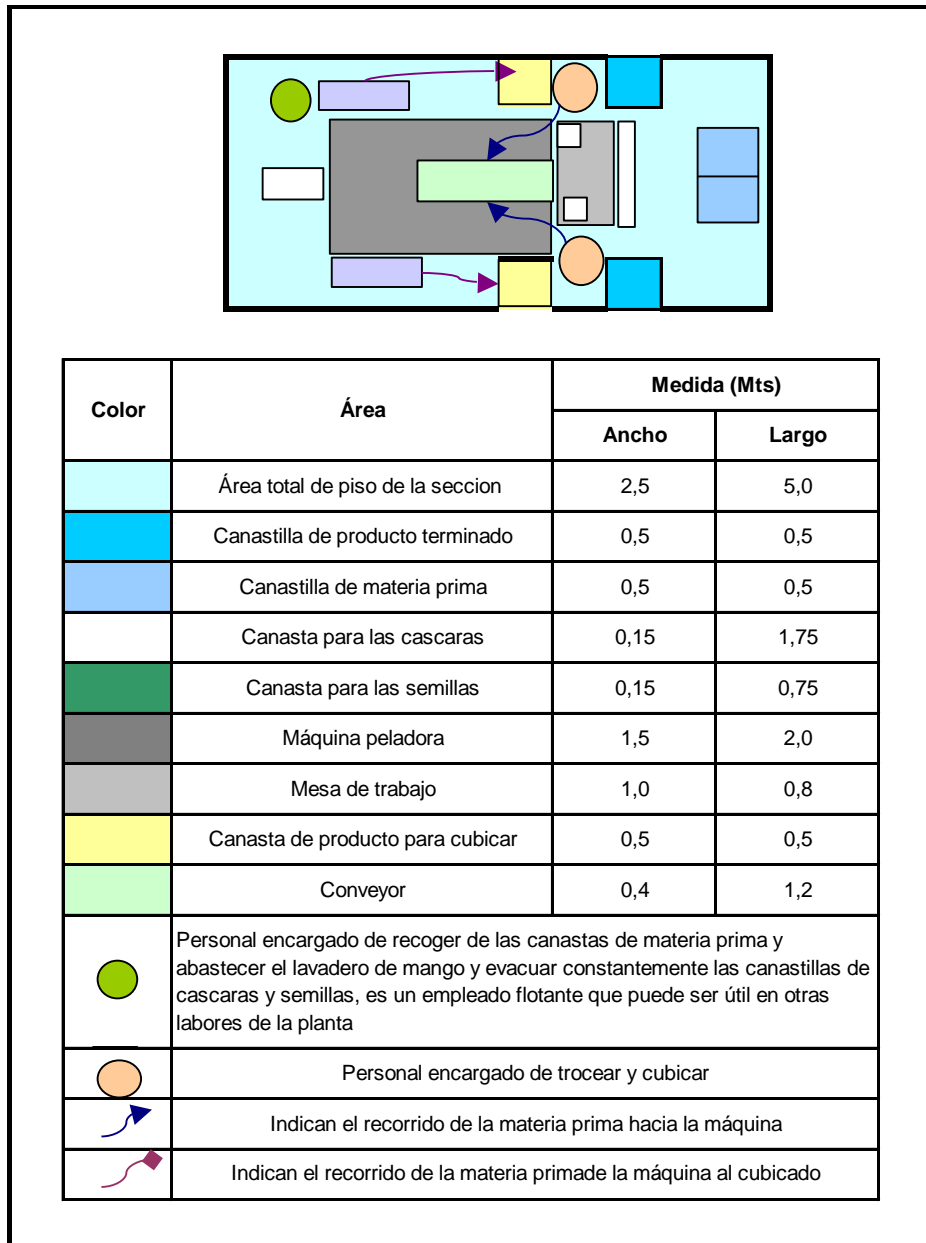 Color
Área
Medida (Mts)
Ancho
Largo
Área total de piso de la seccion
2,5
5,0
Canastilla de producto terminado
0,5
0,5
Canastilla de materia prima
0,5
0,5
Canasta para las cascaras
0,15
1,75
Canasta para las semillas
0,15
0,75
Máquina peladora
1,5
2,0
Mesa de trabajo
1,0
0,8
Canasta de producto para cubicar
0,5
0,5
Conveyor
0,4
1,2
Personal encargado de recoger de las canastas de materia prima y
abastecer el lavadero de mango y evacuar constantemente las canastillas de
cascaras y semillas, es un empleado flotante que puede ser útil en otras
labores de la planta
Personal encargado de trocear y cubicar
Indican el recorrido de la materia prima hacia la máquina
Indican el recorrido de la materia primade la máquina al cubicado